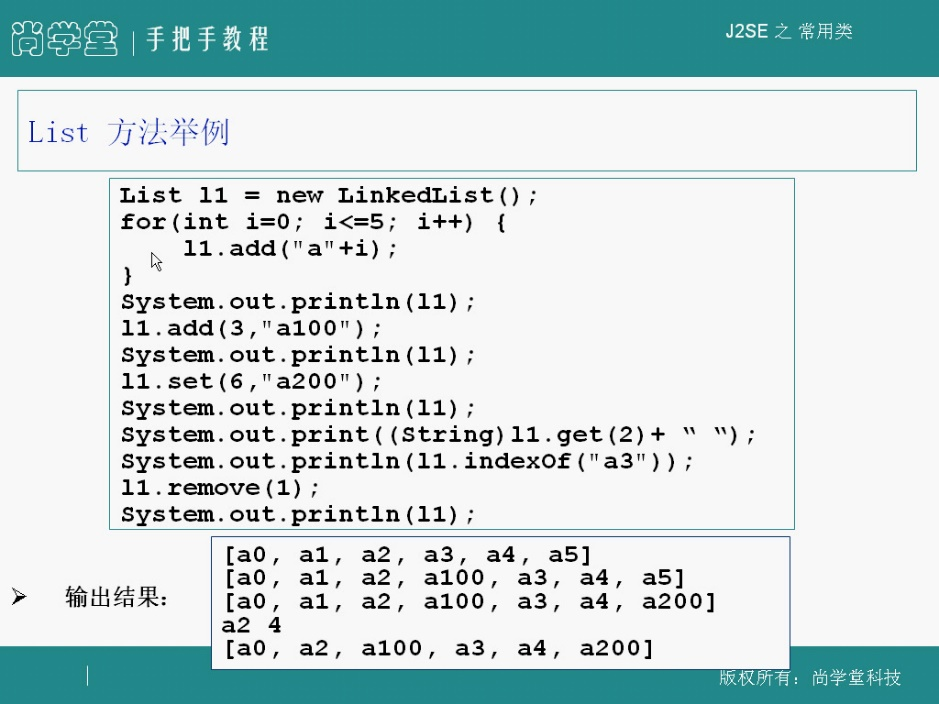 尚学堂 | 手把手教程
J2SE 之 常用类
List 方法举例
List l1 = new LinkedList();
for(int i=0; i<=5; i++) {
l1.add("a"+i);
}
System.out.println(l1);
l1.add(3,"a100");
System.out.println(l1);
l1.set(6,"a200");
System.out.println(l1);
System.out.print((String)l1.get(2)+ “ “);
System.out.println(l1.indexOf("a3"));
l1.remove(1);
System.out.println(l1);
➢ 输出结果:
[a0, a1, a2, a3, a4, a5]
[a0, a1, a2, a100, a3, a4, a5]
[a0, a1, a2, a100, a3, a4, a200]
a2 4
[a0, a2, a100, a3, a4, a200]
版权所有：尚学堂科技